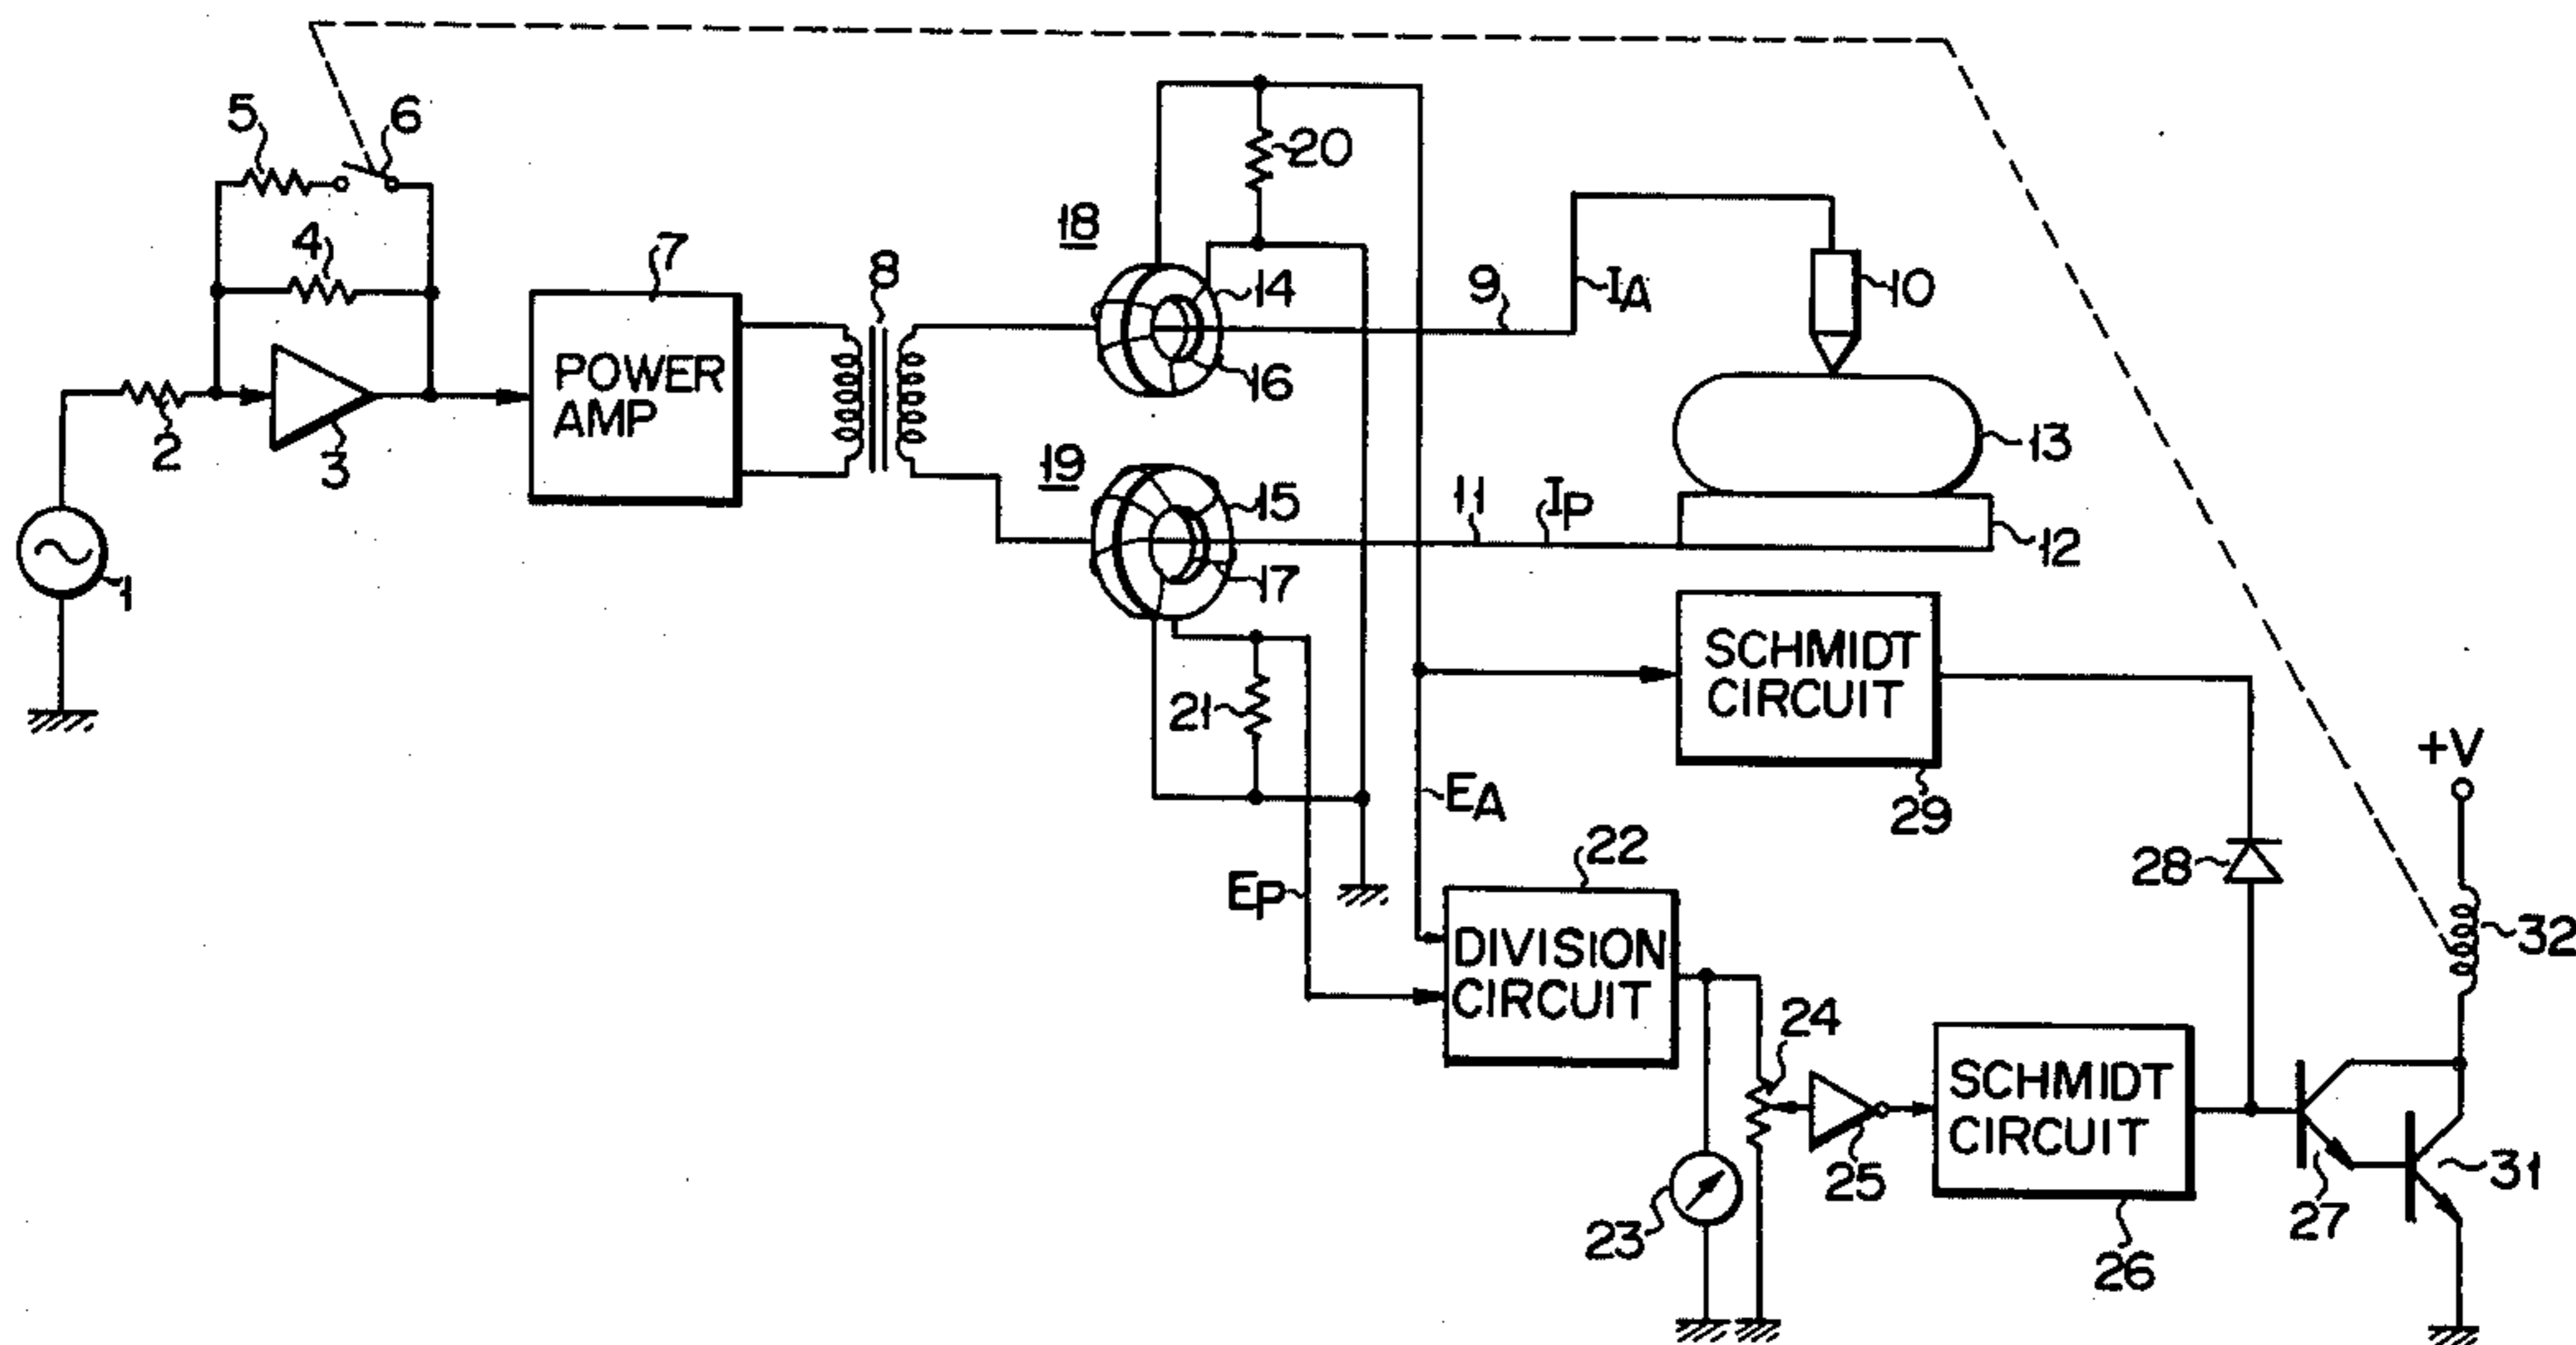 5
6
4
7
8
POWER
AMP
2
3
1
18
20
14
16
9
IA
10
13
19
15
17
11
IP
12
21
SCHMIDT
CIRCUIT
29
EA
EP
22
DIVISION
CIRCUIT
23
24
25
SCHMIDT
CIRCUIT
26
28
27
+V
32
31